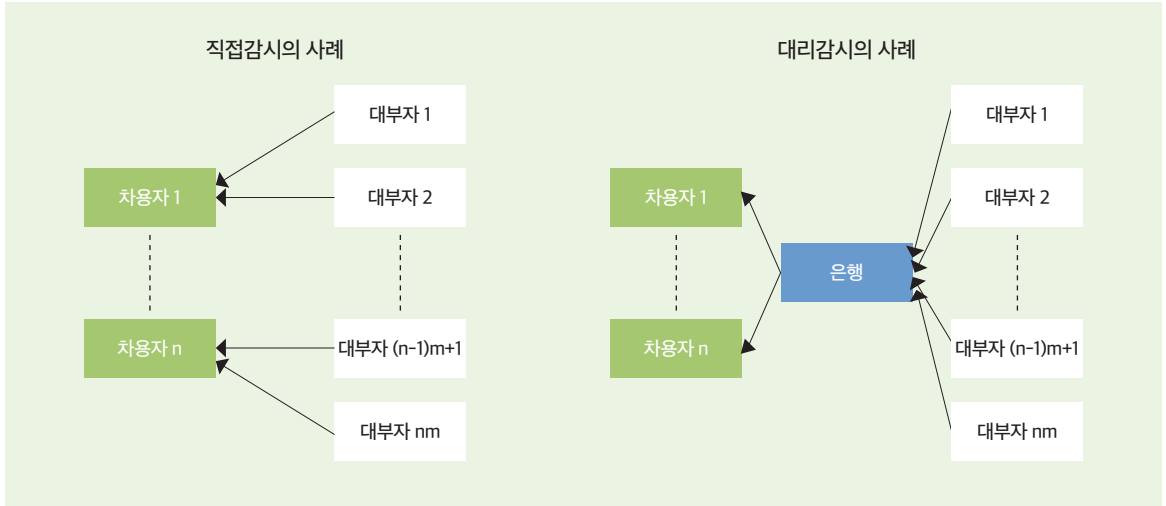 직접감시의 사례
대부자 1
차용자 1
대부자 2
차용자 n
대부자 (n-1)m+1
대부자 nm
대리감시의 사례
대부자 1
차용자 1
대부자 2
은행
차용자 n
대부자 (n-1)m+1
대부자 nm